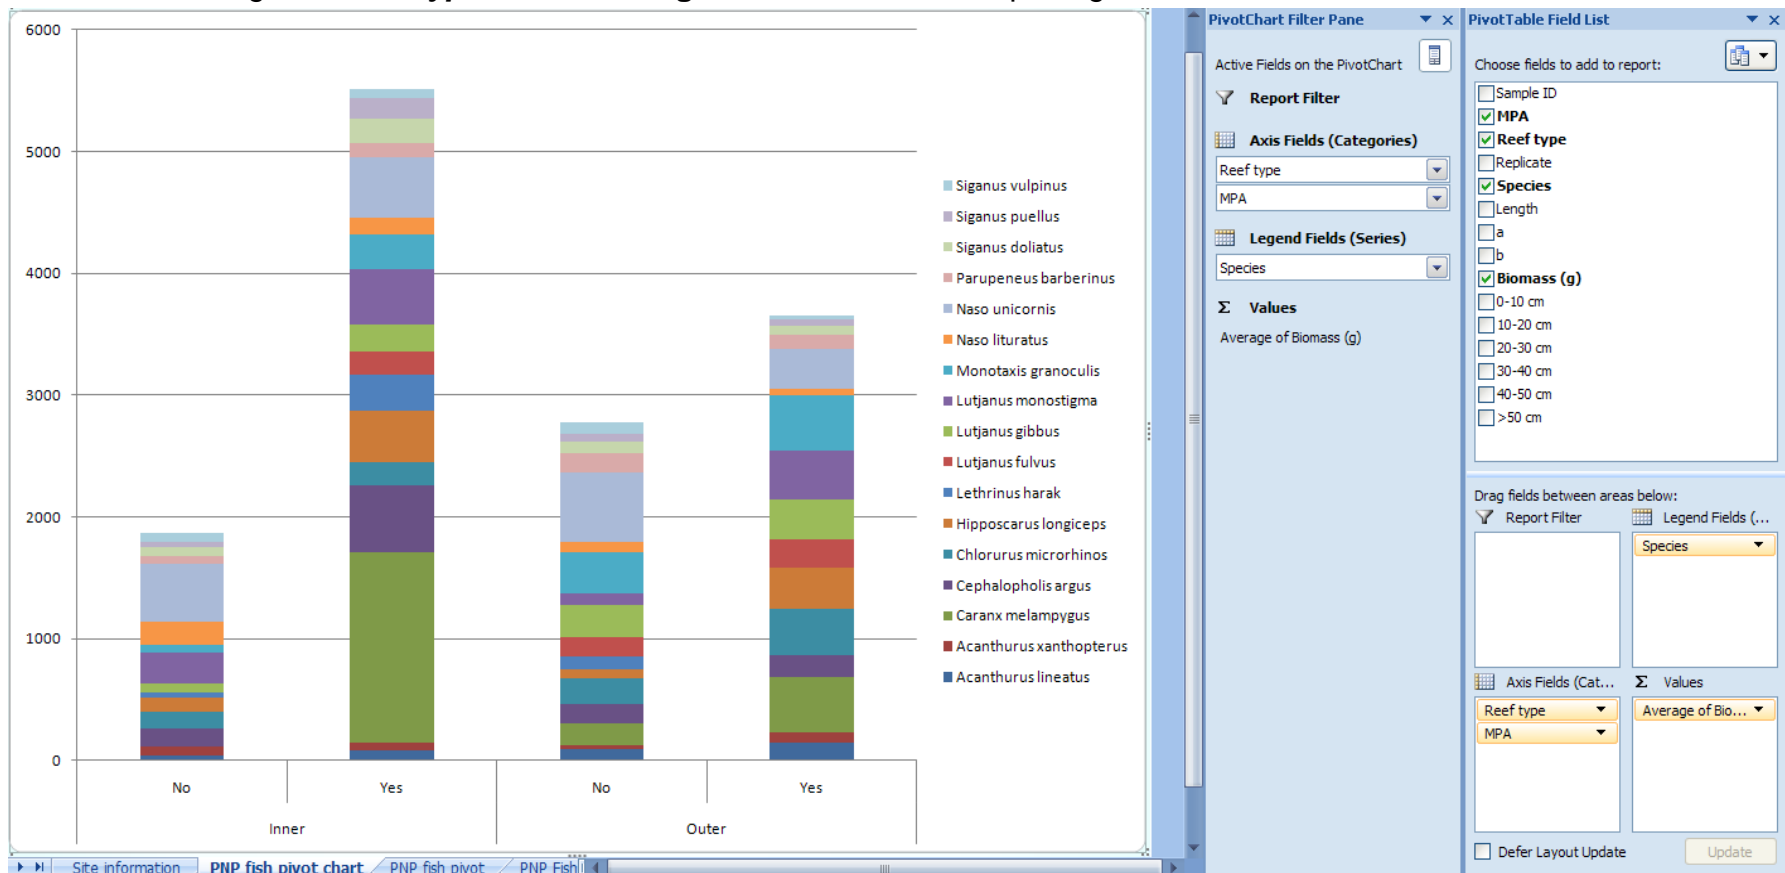 6000
5000
4000
3000
2000
1000
0
No
Yes
No
Yes
Inner
Outer
Siganus vulpinus
Siganus puellus
Siganus doliatus
Parupeneus barberinus
Naso unicornis
Naso lituratus
Monotaxis granoculis
Lutjanus monostigma
Lutjanus gibbus
Lutjanus fulvus
Lethrinus harak
Hipposcarus longiceps
Chlorurus microrhinos
Cephalopholis argus
Caranx melampygus
Acanthurus xanthopterus
Acanthurus lineatus
Site information
PNP fish pivot chart
PNP fish pivot
PNP Fish
PivotChart Filter Pane
Active Fields on the PivotChart
Report Filter
Axis Fields (Categories)
Reef type
MPA
Legend Fields (Series)
Species
Σ Values
Average of Biomass (g)
PivotTable Field List
Choose fields to add to report:
Sample ID
MPA
Reef type
Replicate
Species
Length
a
b
Biomass (g)
0-10 cm
10-20 cm
20-30 cm
30-40 cm
40-50 cm
>50 cm
Drag fields between areas below:
Report Filter
Legend Fields (...
Species
Axis Fields (Cat...
Reef type
MPA
Σ Values
Average of Bio...
Defer Layout Update
Update